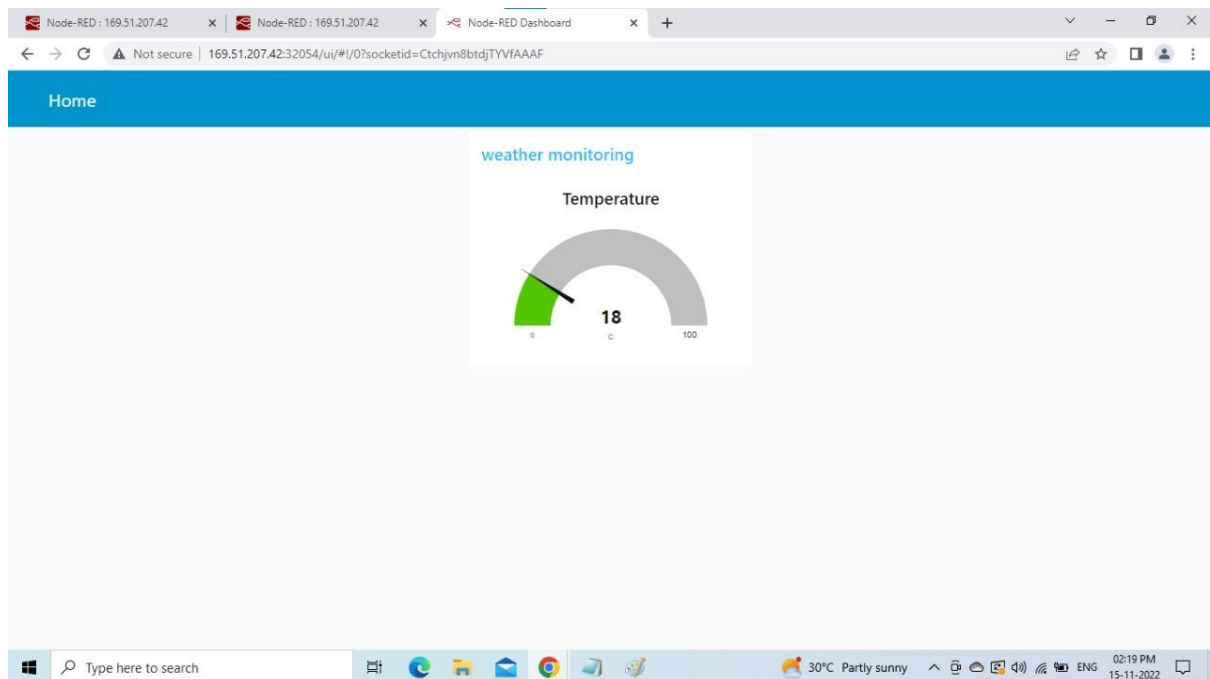 Node-RED : 169.51.207.42
Node-RED : 169.51.207.42
Node-RED Dashboard
Not secure | 169.51.207.42:32054/ui/#!/0?socketid=Ctchjvn8btdjTYVfAAAF
Home
weather monitoring
Temperature
18
0
C
100
Type here to search
30°C Partly sunny
ENG
02:19 PM
15-11-2022